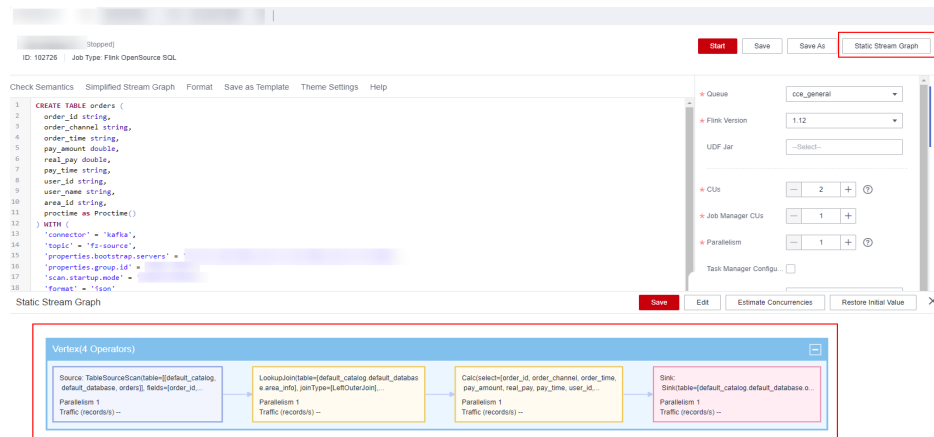 Stopped]
ID: 102726 Job Type: Flink OpenSource SQL
Start Save Save As Static Stream Graph
Check Semantics Simplified Stream Graph Format Save as Template Theme Settings Help
1 CREATE TABLE orders (
2 order_id string,
3 order_channel string,
4 order_time string,
5 pay_amount double,
6 real_pay double,
7 pay_time string,
8 user_id string,
9 user_name string,
10 area_id string,
11 proctime as Proctime()
12 ) WITH (
13 'connector' = 'kafka',
14 'topic' = 'fz-source',
15 'properties.bootstrap.servers' = '
16 'properties.group.id' =
17 'scan.startup.mode' = '
18 'format' = 'json'
* Queue cce_general
* Flink Version 1.12
UDF Jar --Select--
* CUs 2
* Job Manager CUs 1
* Parallelism 1
Task Manager Configu...
Static Stream Graph
Save Edit Estimate Concurrencies Restore Initial Value
Vertex(4 Operators)
Source: TableSourceScan(table=[[default_catalog,
default_database, orders]], fields=[order_id,...
Parallelism 1
Traffic (records/s) --
LookupJoin(table=[default_catalog.default_databas
e.area_info], joinType=[LeftOuterJoin],...
Parallelism 1
Traffic (records/s) --
Calc(select=[order_id, order_channel, order_time,
pay_amount, real_pay, pay_time, user_id,...
Parallelism 1
Traffic (records/s) --
Sink:
Sink(table=[default_catalog.default_database.o...
Parallelism 1
Traffic (records/s) --